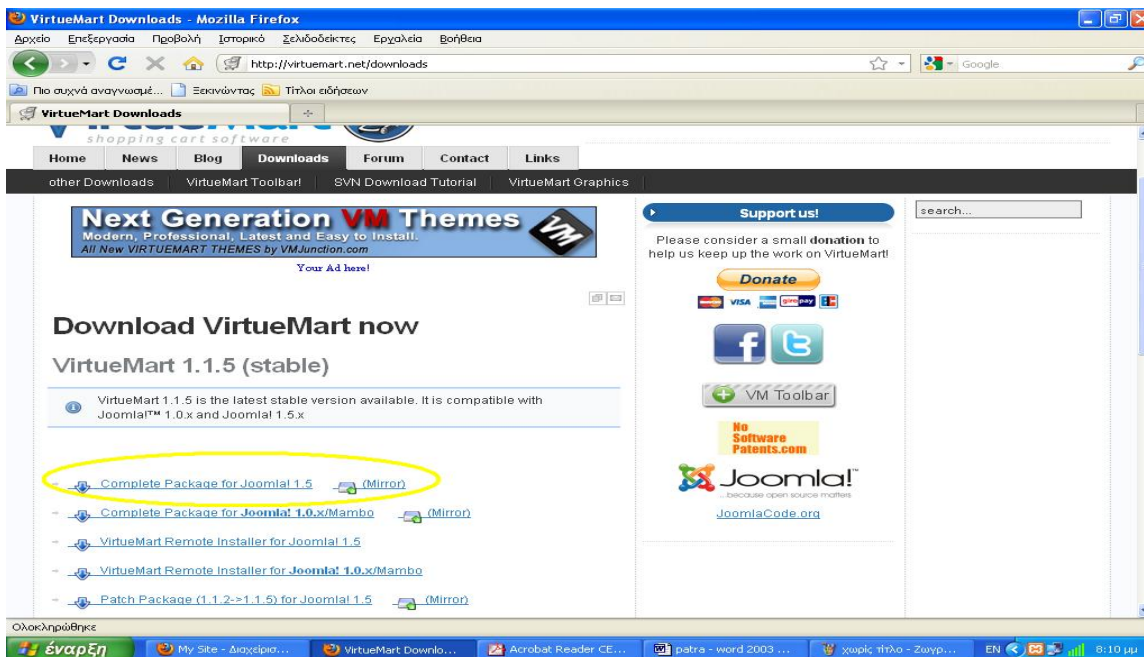 VirtueMart Downloads - Mozilla Firefox
Αρχείο Επεξεργασία Προβολή Ιστορικό Σελιδοδείκτες Εργαλεία Βοήθεια
http://virtuemart.net/downloads
Google
Πιο συχνά αναγνωσμέ... Ξεκινώντας Τίτλοι ειδήσεων
VirtueMart Downloads
shopping cart software
Home News Blog Downloads Forum Contact Links
other Downloads VirtueMart Toolbar! SVN Download Tutorial VirtueMart Graphics
Next Generation VM Themes
Modern, Professional, Latest and Easy to Install.
All New VIRTUEMART THEMES by VMJunction.com
VM
Your Ad here!
Download VirtueMart now
VirtueMart 1.1.5 (stable)
VirtueMart 1.1.5 is the latest stable version available. It is compatible with
Joomla!™ 1.0.x and Joomla! 1.5.x
Complete Package for Joomla! 1.5 (Mirror)
Complete Package for Joomla! 1.0.x/Mambo (Mirror)
VirtueMart Remote Installer for Joomla! 1.5
VirtueMart Remote Installer for Joomla! 1.0.x/Mambo
Patch Package (1.1.2->1.1.5) for Joomla! 1.5 (Mirror)
Support us!
Please consider a small donation to
help us keep up the work on VirtueMart!
Donate
VISA giropay
VM Toolbar
No
Software
Patents.com
Joomla!™
...because open source matters
JoomlaCode.org
search...
Ολοκληρώθηκε
έναρξη My Site - Διαχείριο... VirtueMart Downlo... Acrobat Reader CE... patra - word 2003 ... χωρίς τίτλο - Ζωγρ... EN 8:10 μμ